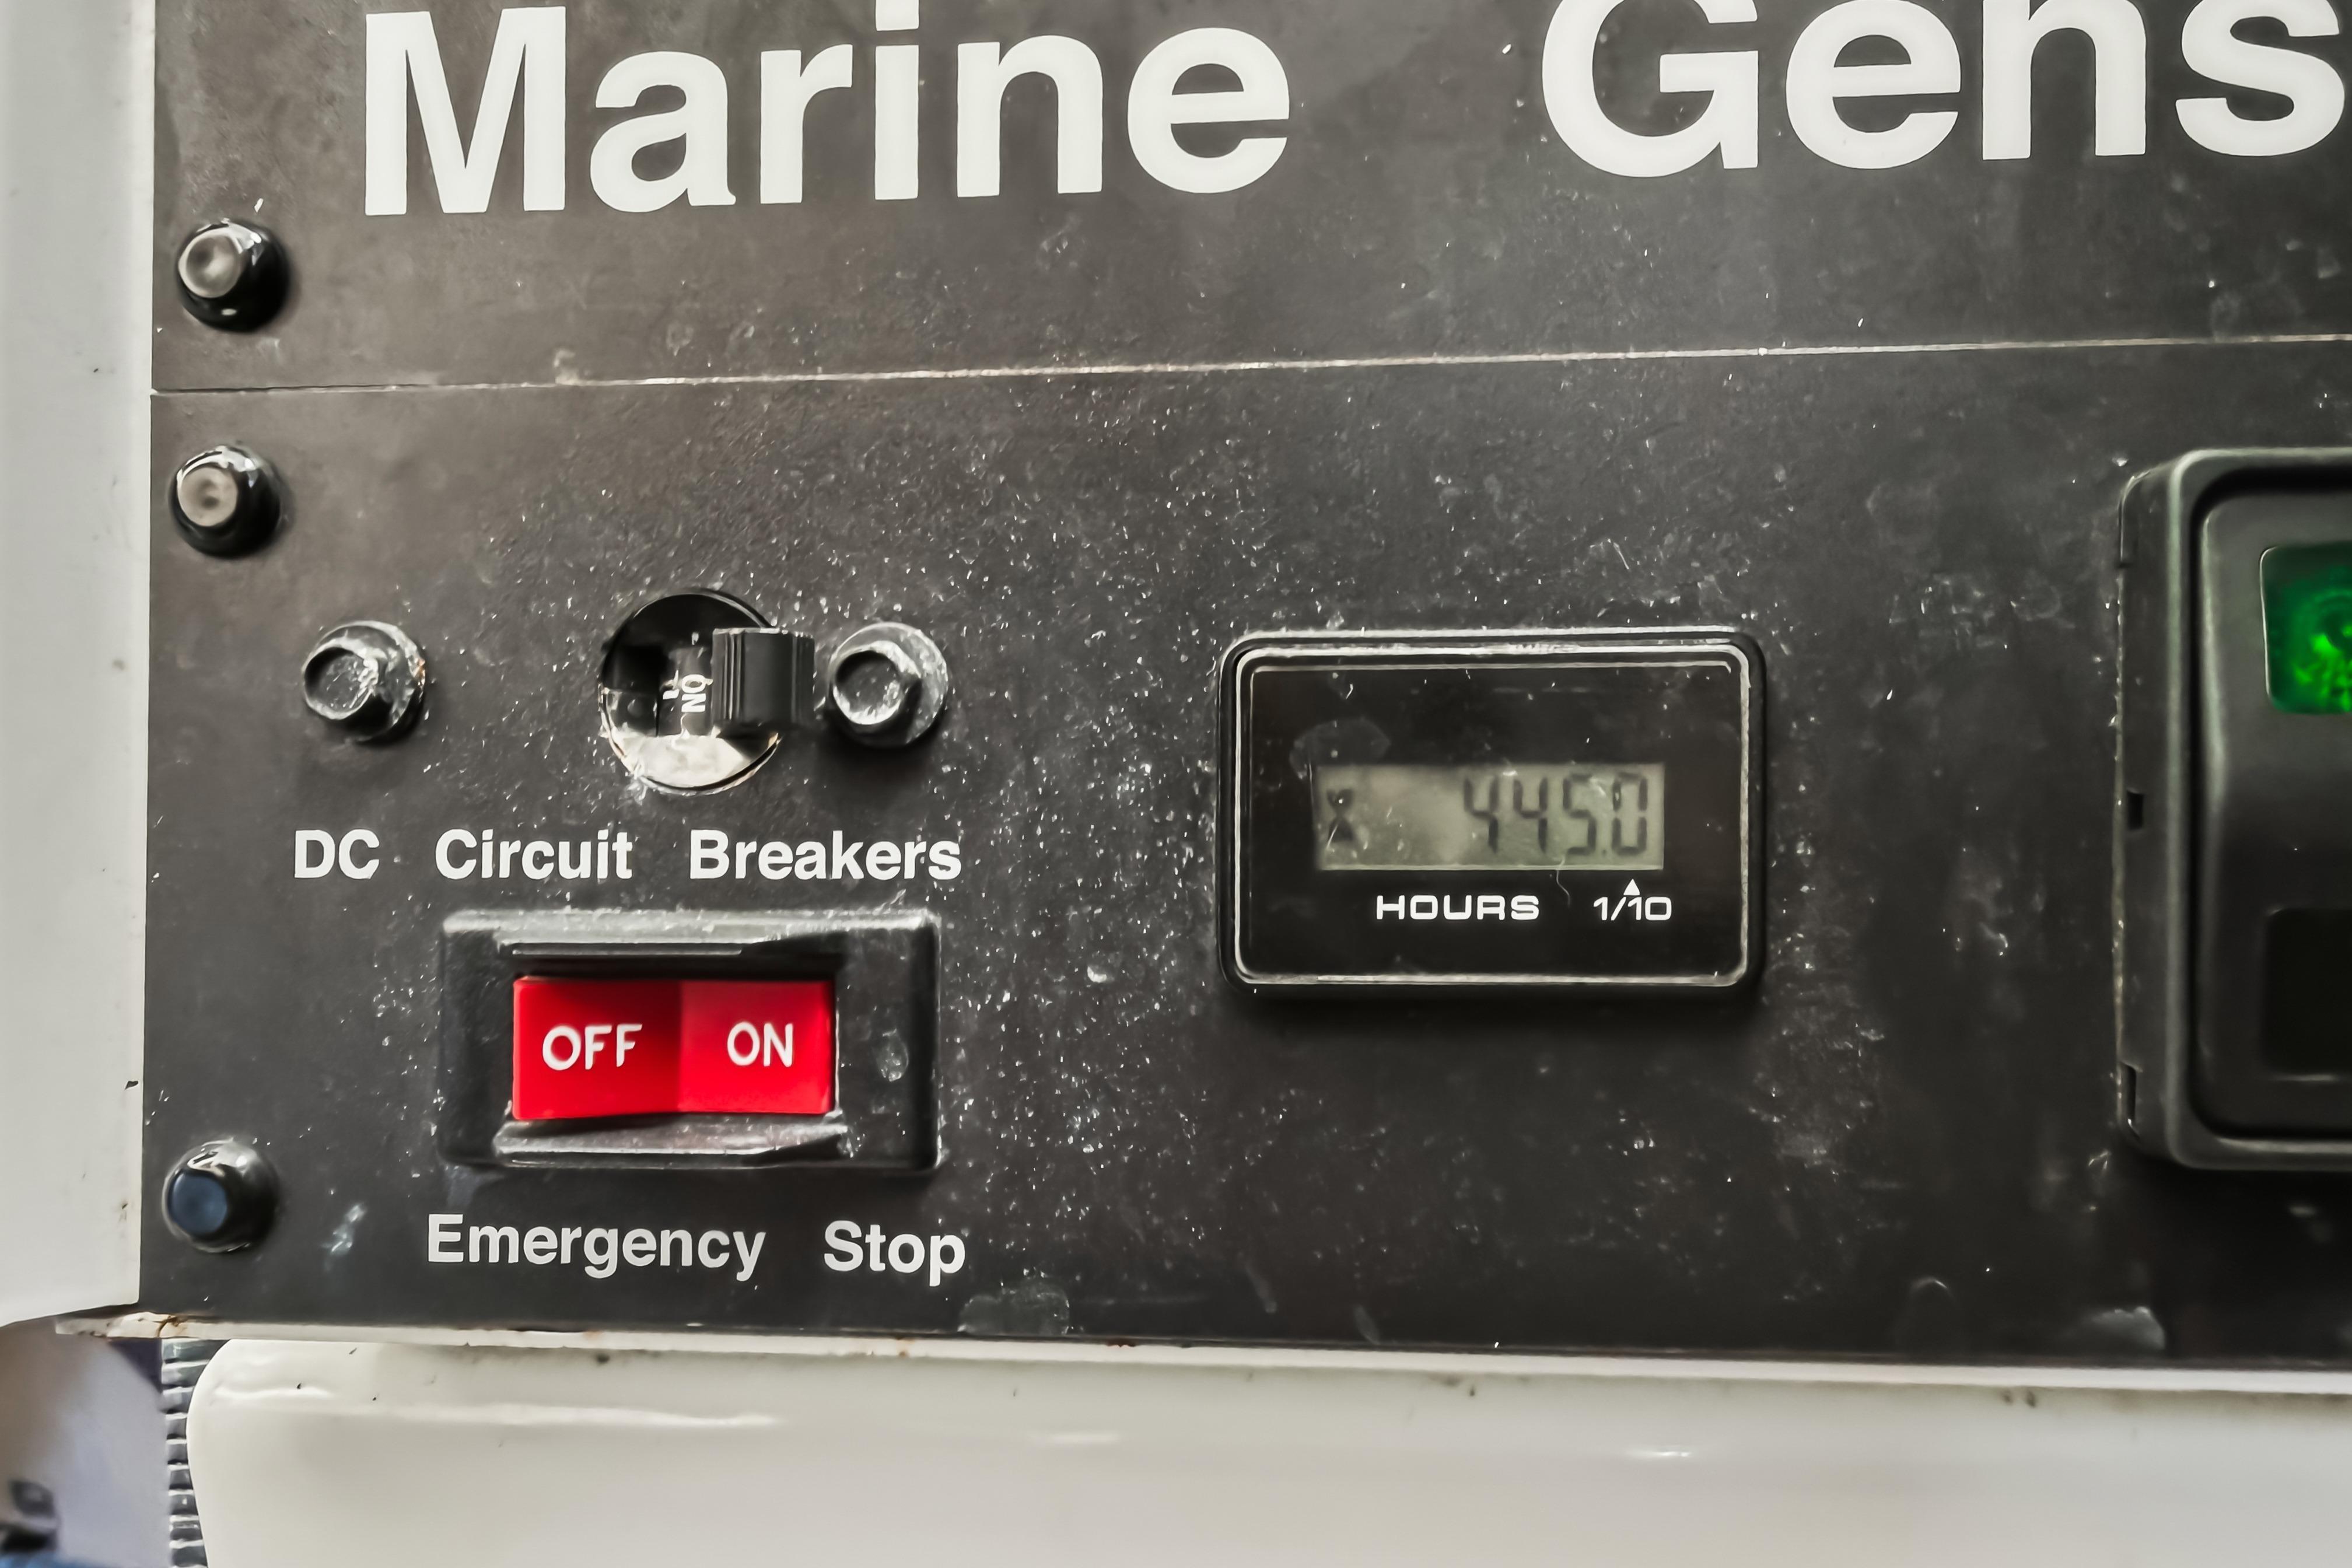 Marine Gens
ON
DC Circuit Breakers
445.0
HOURS 1/10
OFF ON
Emergency Stop